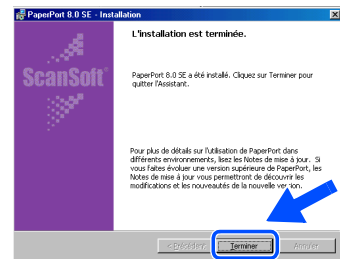 PaperPort 8.0 SE - Installation
L'installation est terminée.
ScanSoft
PaperPort 8.0 SE a été installé. Cliquez sur Terminer pour
quitter l'Assistant.
Pour plus de détails sur l'utilisation de PaperPort dans
différents environnements, lisez les Notes de mise à jour. Si
vous faites évoluer une version supérieure de PaperPort, les
Notes de mise à jour vous permettront de découvrir les
modifications et les nouveautés de la nouvelle version.
< Précédent
Terminer
Annuler